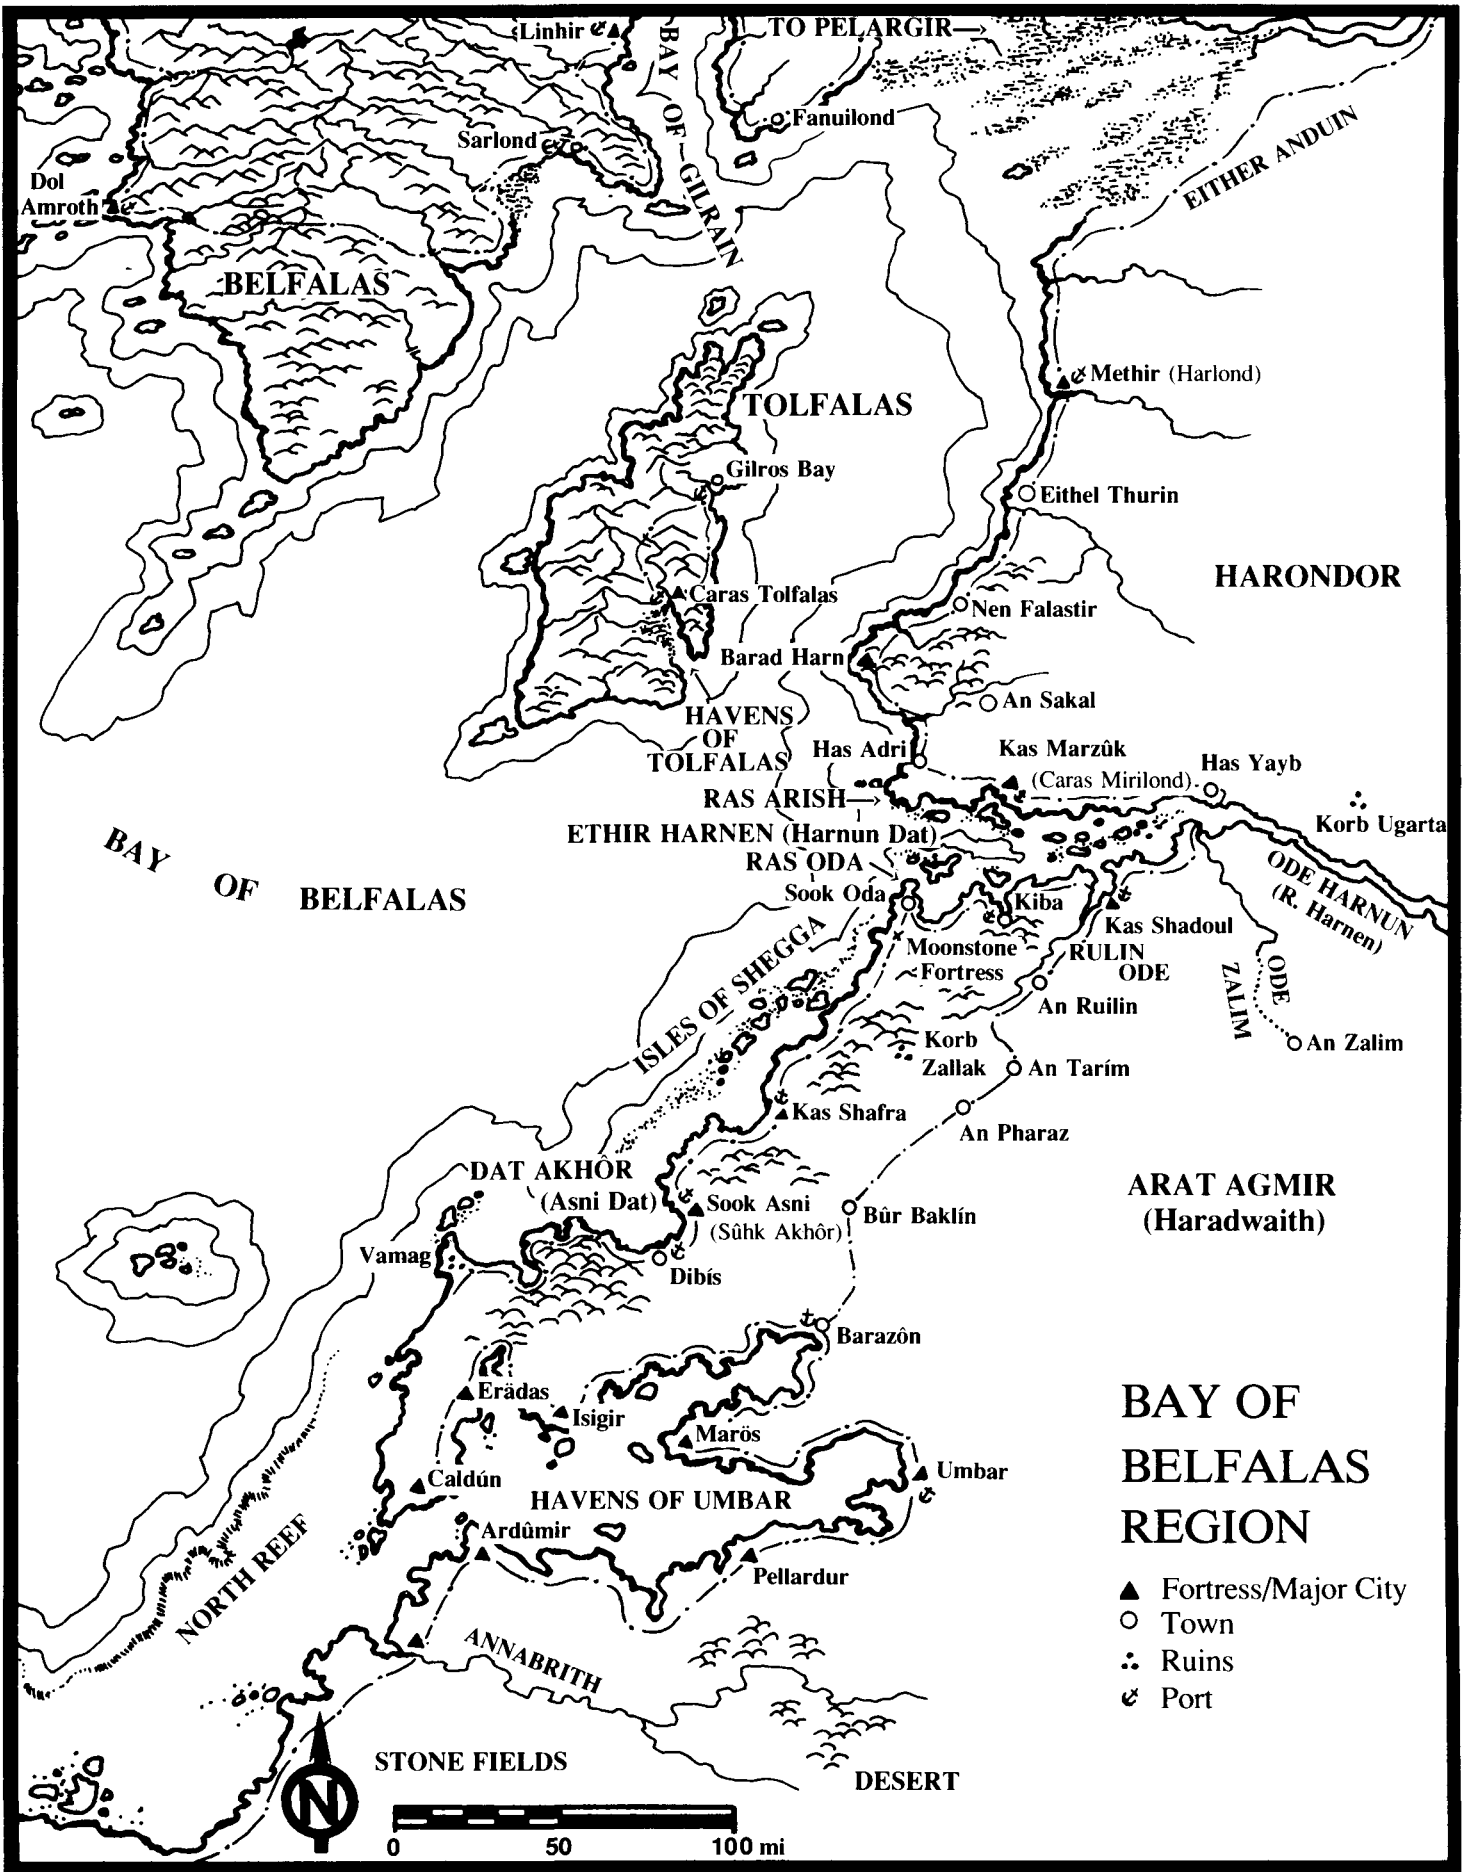 Linhir
BAY OF GILRAIN
TO PELARGIR
Fanuilond
Sarlond
EITHER ANDUIN
Dol
Amroth
BELFALAS
Methir (Harlond)
TOLFALAS
Gilros Bay
Eithel Thurin
HARONDOR
Caras Tolfalas
Nen Falastir
Barad Harn
An Sakal
HAVENS
OF
TOLFALAS
Has Adri
Kas Marzûk
(Caras Mirilond)
Has Yayb
RAS ARISH
Korb Ugarta
ETHIR HARNEN (Harnun Dat)
BAY OF BELFALAS
RAS ODA
ODE HARNUN
(R. Harnen)
Sook Oda
Kiba
Kas Shadoul
Moonstone
Fortress
RULIN
ODE
ISLES OF SHEGGA
ODE
ZALIM
An Ruilin
Korb
Zallak
An Zalim
An Tarím
Kas Shafra
An Pharaz
DAT AKHÔR
(Asni Dat)
Sook Asni
(Sûhk Akhôr)
ARAT AGMIR
(Haradwaith)
Bûr Baklín
Vamag
Dibís
Barazôn
Erädas
Isigir
Marös
BAY OF
BELFALAS
REGION
Caldún
Umbar
HAVENS OF UMBAR
Ardûmir
NORTH REEF
Pellardur
Fortress/Major City
Town
Ruins
Port
ANNABRITH
STONE FIELDS
DESERT
N
0 50 100 mi